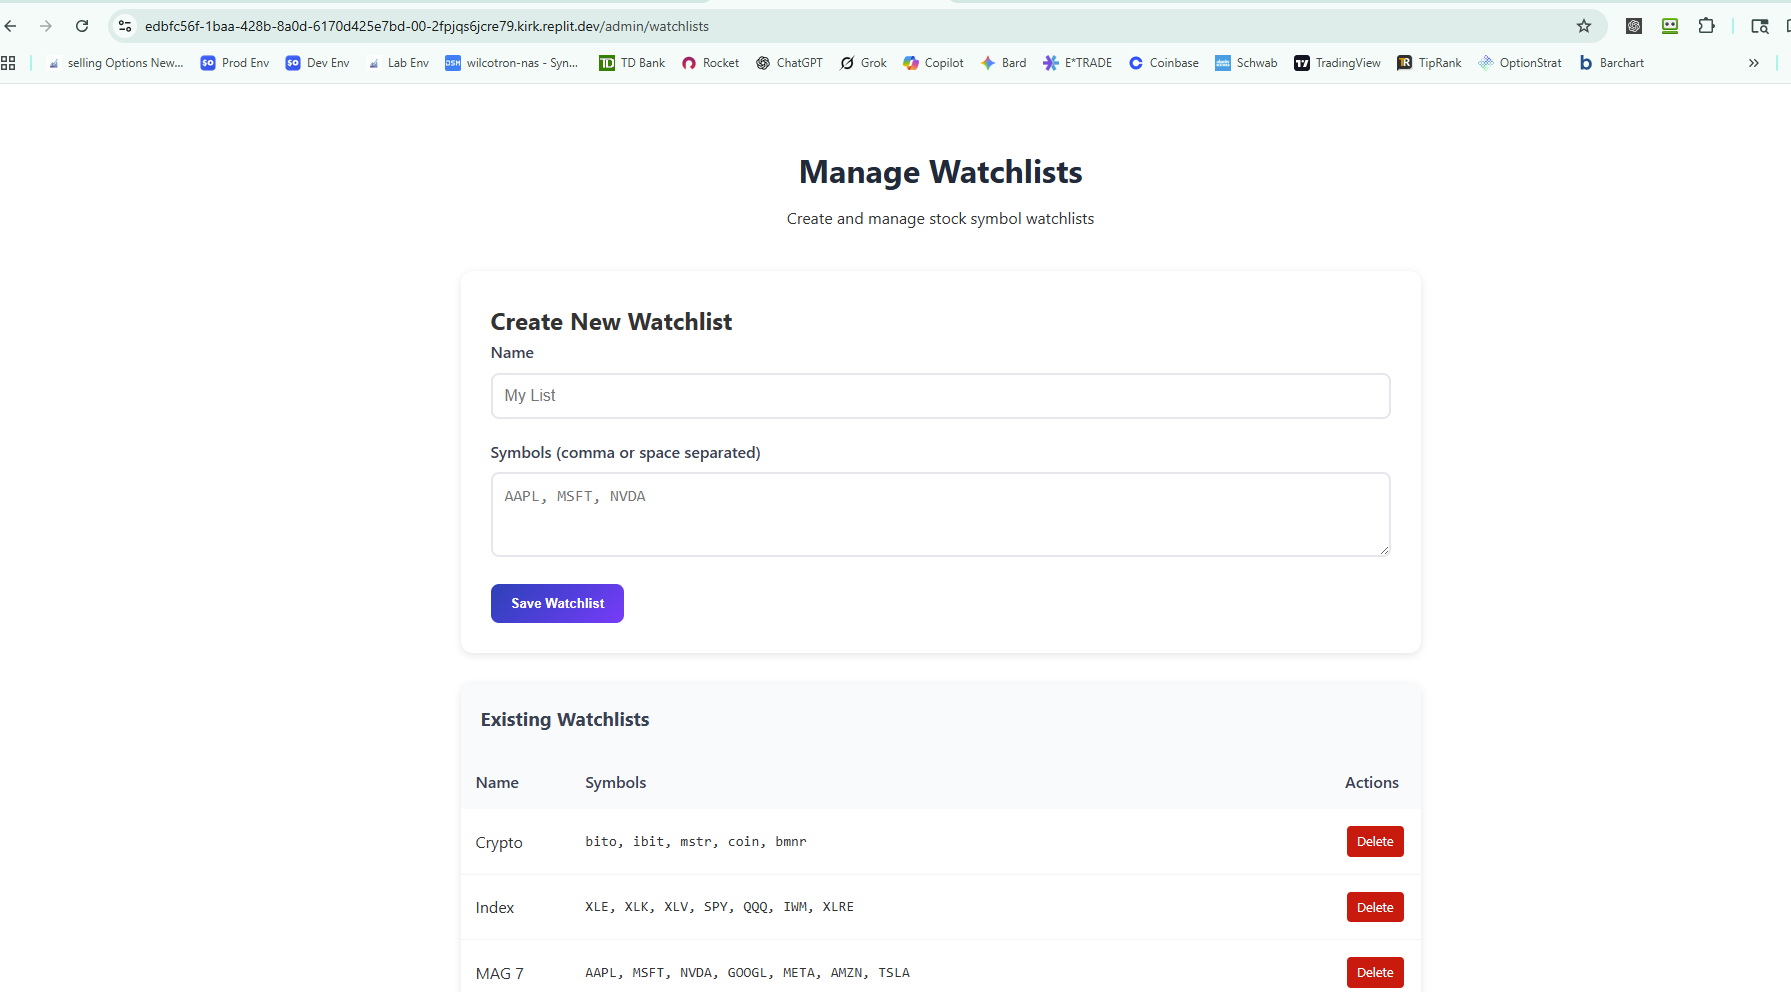 edbfc56f-1baa-428b-8a0d-6170d425e7bd-00-2fpjqs6jcre79.kirk.replit.dev/admin/watchlists
selling Options New... Prod Env Dev Env Lab Env wilcotron-nas - Syn... TD Bank Rocket ChatGPT Grok Copilot Bard E*TRADE Coinbase Schwab TradingView TipRank OptionStrat Barchart
Manage Watchlists
Create and manage stock symbol watchlists
Create New Watchlist
Name
My List
Symbols (comma or space separated)
AAPL, MSFT, NVDA
Save Watchlist
Existing Watchlists
Name Symbols Actions
Crypto bito, ibit, mstr, coin, bmnr Delete
Index XLE, XLK, XLV, SPY, QQQ, IWM, XLRE Delete
MAG 7 AAPL, MSFT, NVDA, GOOGL, META, AMZN, TSLA Delete